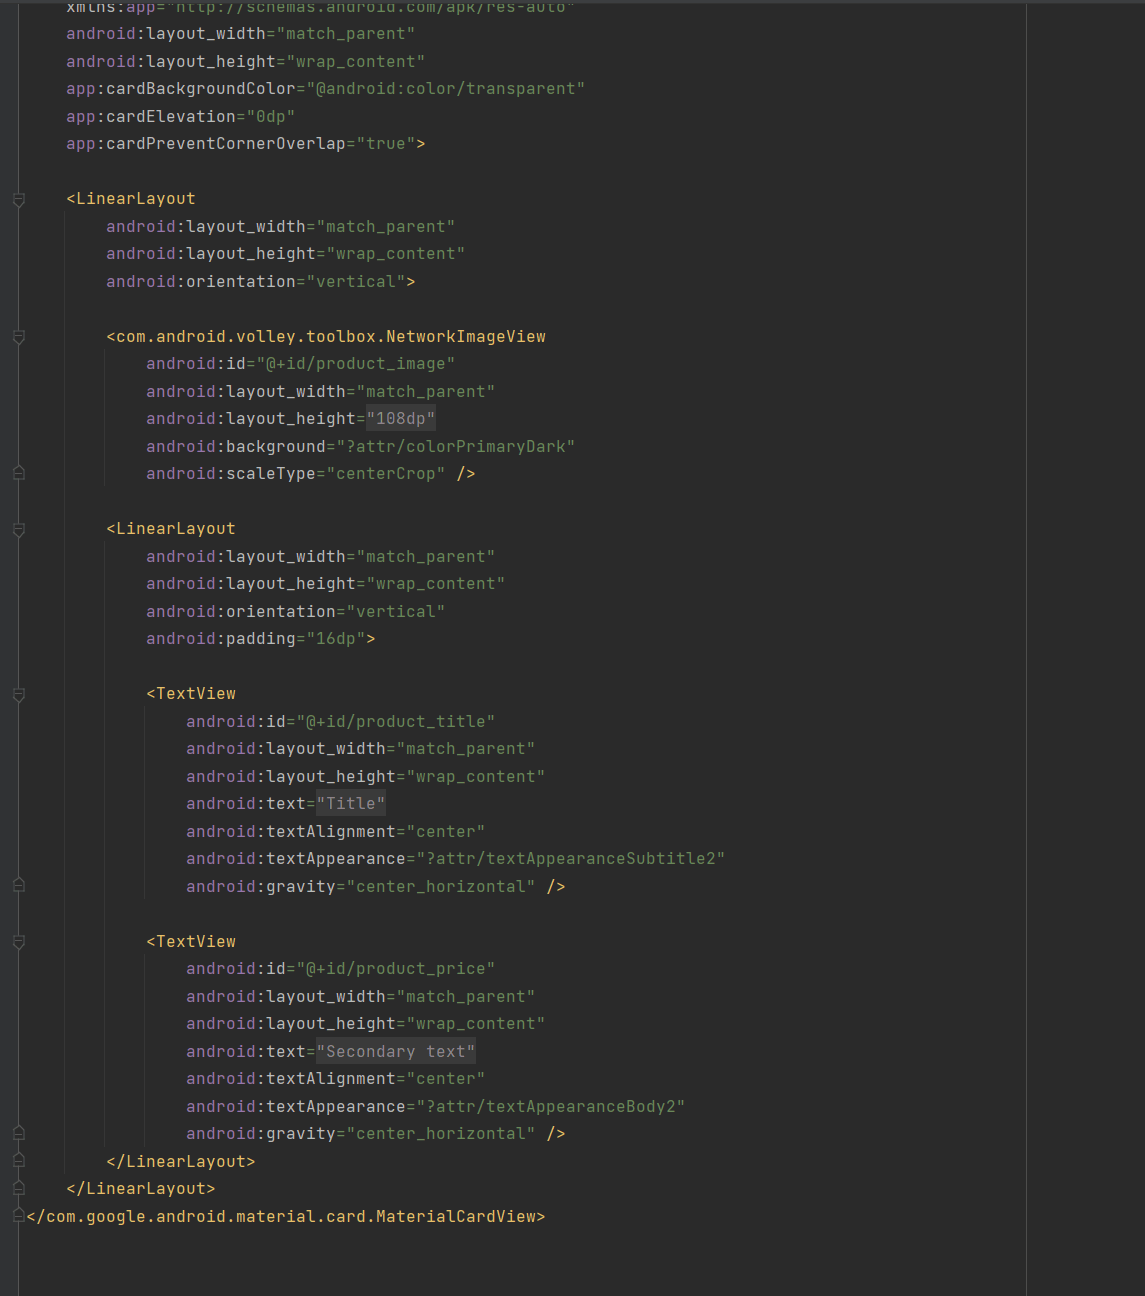 xmlns:app="http://schemas.android.com/apk/res-auto"
android:layout_width="match_parent"
android:layout_height="wrap_content"
app:cardBackgroundColor="@android:color/transparent"
app:cardElevation="0dp"
app:cardPreventCornerOverlap="true">
<LinearLayout
android:layout_width="match_parent"
android:layout_height="wrap_content"
android:orientation="vertical">
<com.android.volley.toolbox.NetworkImageView
android:id="@+id/product_image"
android:layout_width="match_parent"
android:layout_height="108dp"
android:background="?attr/colorPrimaryDark"
android:scaleType="centerCrop" />
<LinearLayout
android:layout_width="match_parent"
android:layout_height="wrap_content"
android:orientation="vertical"
android:padding="16dp">
<TextView
android:id="@+id/product_title"
android:layout_width="match_parent"
android:layout_height="wrap_content"
android:text="Title"
android:textAlignment="center"
android:textAppearance="?attr/textAppearanceSubtitle2"
android:gravity="center_horizontal" />
<TextView
android:id="@+id/product_price"
android:layout_width="match_parent"
android:layout_height="wrap_content"
android:text="Secondary text"
android:textAlignment="center"
android:textAppearance="?attr/textAppearanceBody2"
android:gravity="center_horizontal" />
</LinearLayout>
</LinearLayout>
</com.google.android.material.card.MaterialCardView>